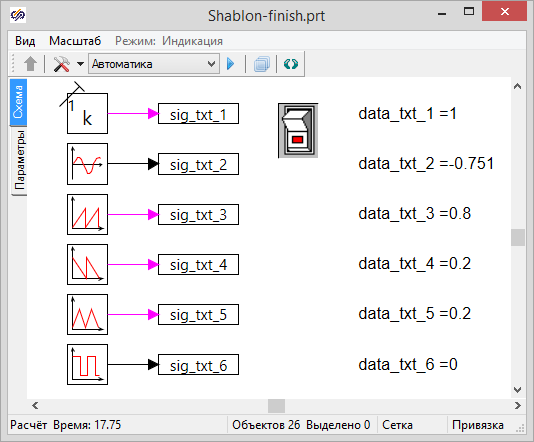 Shablon-finish.prt
Вид Масштаб Режим: Индикация
Автоматика
Схема
Параметры
1
k
sig_txt_1
data_txt_1 =1
sig_txt_2
data_txt_2 =-0.751
sig_txt_3
data_txt_3 =0.8
sig_txt_4
data_txt_4 =0.2
sig_txt_5
data_txt_5 =0.2
sig_txt_6
data_txt_6 =0
Расчёт Время: 17.75 Объектов 26 Выделено 0 Сетка Привязка